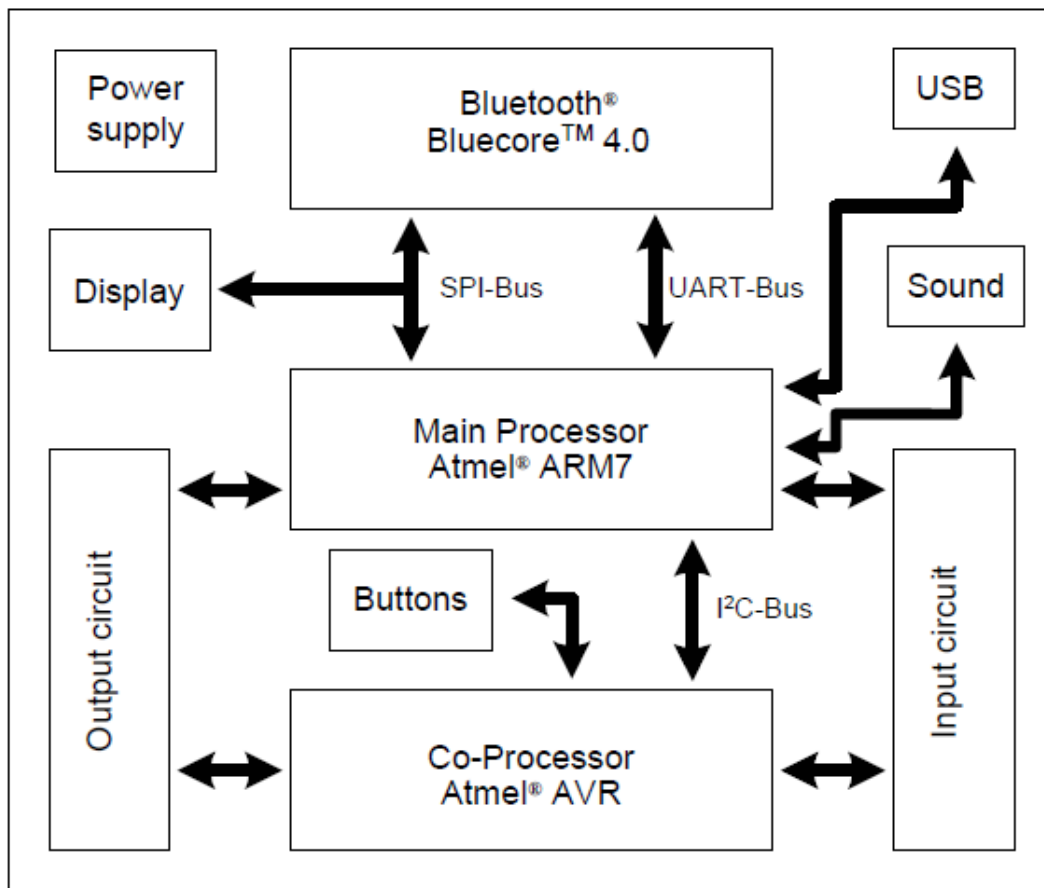 Power
supply
Bluetooth®
Bluecore™ 4.0
USB
Display
SPI-Bus
UART-Bus
Sound
Main Processor
Atmel® ARM7
Output circuit
Buttons
I²C-Bus
Input circuit
Co-Processor
Atmel® AVR